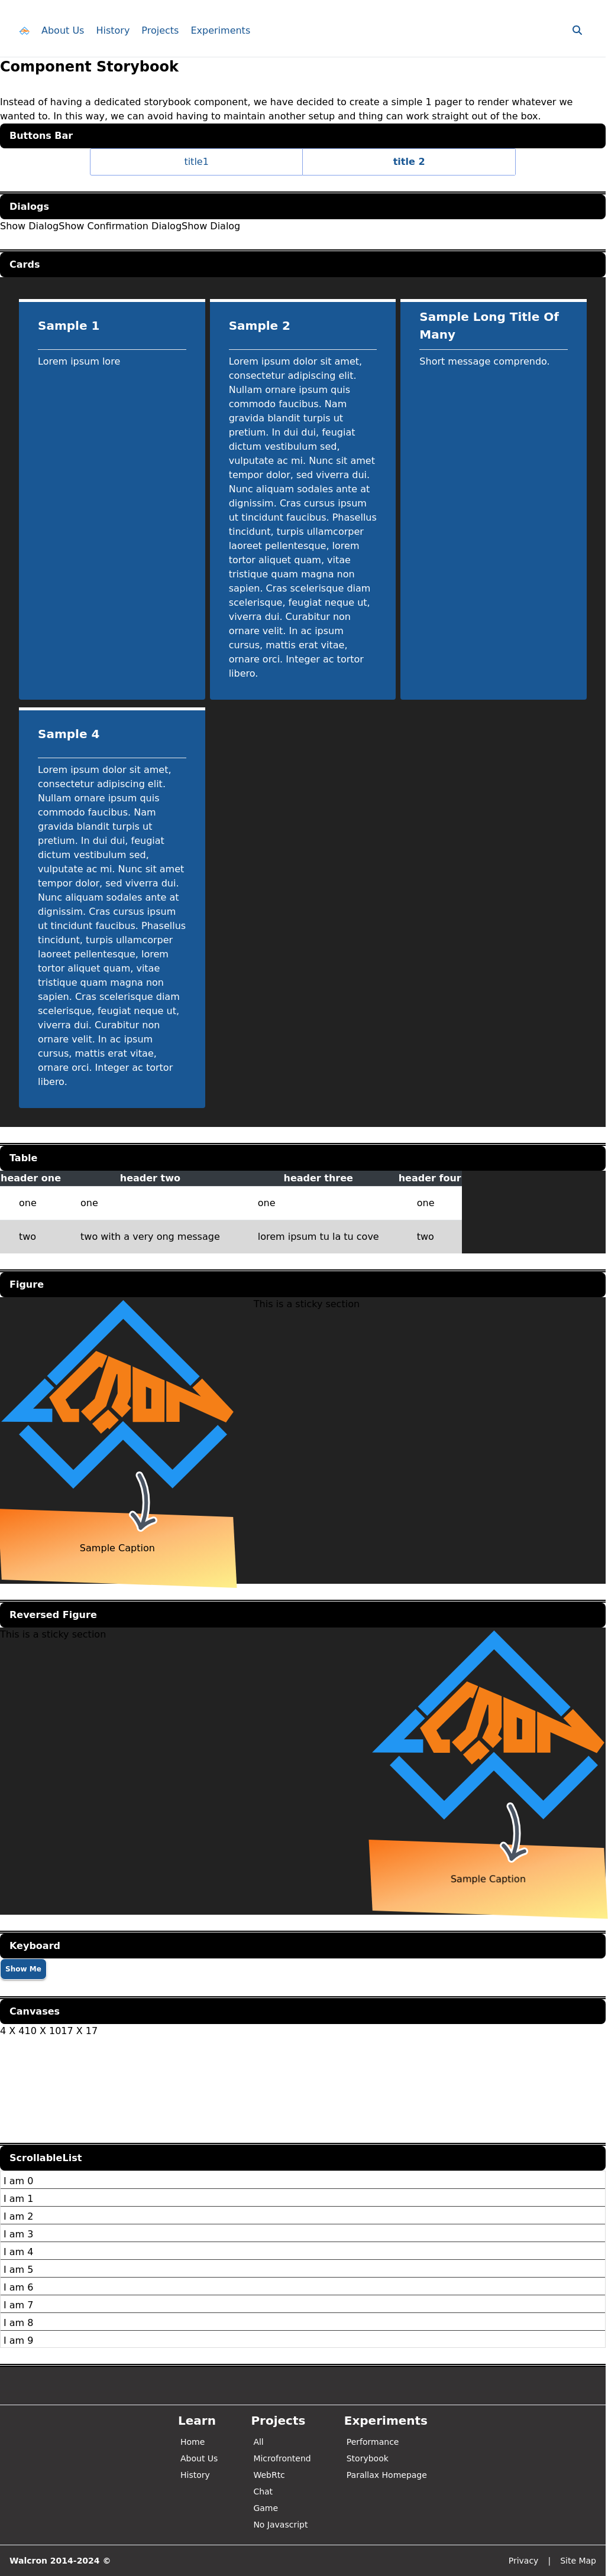 About Us History Projects Experiments
Component Storybook
Instead of having a dedicated storybook component, we have decided to create a simple 1 pager to render whatever we
wanted to. In this way, we can avoid having to maintain another setup and thing can work straight out of the box.
Buttons Bar
title1 title 2
Dialogs
Show DialogShow Confirmation DialogShow Dialog
Cards
Sample 1
Lorem ipsum lore
Sample 2
Lorem ipsum dolor sit amet,
consectetur adipiscing elit.
Nullam ornare ipsum quis
commodo faucibus. Nam
gravida blandit turpis ut
pretium. In dui dui, feugiat
dictum vestibulum sed,
vulputate ac mi. Nunc sit amet
tempor dolor, sed viverra dui.
Nunc aliquam sodales ante at
dignissim. Cras cursus ipsum
ut tincidunt faucibus. Phasellus
tincidunt, turpis ullamcorper
laoreet pellentesque, lorem
tortor aliquet quam, vitae
tristique quam magna non
sapien. Cras scelerisque diam
scelerisque, feugiat neque ut,
viverra dui. Curabitur non
ornare velit. In ac ipsum
cursus, mattis erat vitae,
ornare orci. Integer ac tortor
libero.
Sample Long Title Of
Many
Short message comprendo.
Sample 4
Lorem ipsum dolor sit amet,
consectetur adipiscing elit.
Nullam ornare ipsum quis
commodo faucibus. Nam
gravida blandit turpis ut
pretium. In dui dui, feugiat
dictum vestibulum sed,
vulputate ac mi. Nunc sit amet
tempor dolor, sed viverra dui.
Nunc aliquam sodales ante at
dignissim. Cras cursus ipsum
ut tincidunt faucibus. Phasellus
tincidunt, turpis ullamcorper
laoreet pellentesque, lorem
tortor aliquet quam, vitae
tristique quam magna non
sapien. Cras scelerisque diam
scelerisque, feugiat neque ut,
viverra dui. Curabitur non
ornare velit. In ac ipsum
cursus, mattis erat vitae,
ornare orci. Integer ac tortor
libero.
Table
header one header two header three header four
one one one one
two two with a very ong message lorem ipsum tu la tu cove two
Figure
This is a sticky section
Sample Caption
Reversed Figure
This is a sticky section
Sample Caption
Keyboard
Show Me
Canvases
4 X 410 X 1017 X 17
ScrollableList
I am 0
I am 1
I am 2
I am 3
I am 4
I am 5
I am 6
I am 7
I am 8
I am 9
Learn
Home
About Us
History
Projects
All
Microfrontend
WebRtc
Chat
Game
No Javascript
Experiments
Performance
Storybook
Parallax Homepage
Walcron 2014-2024 © Privacy | Site Map